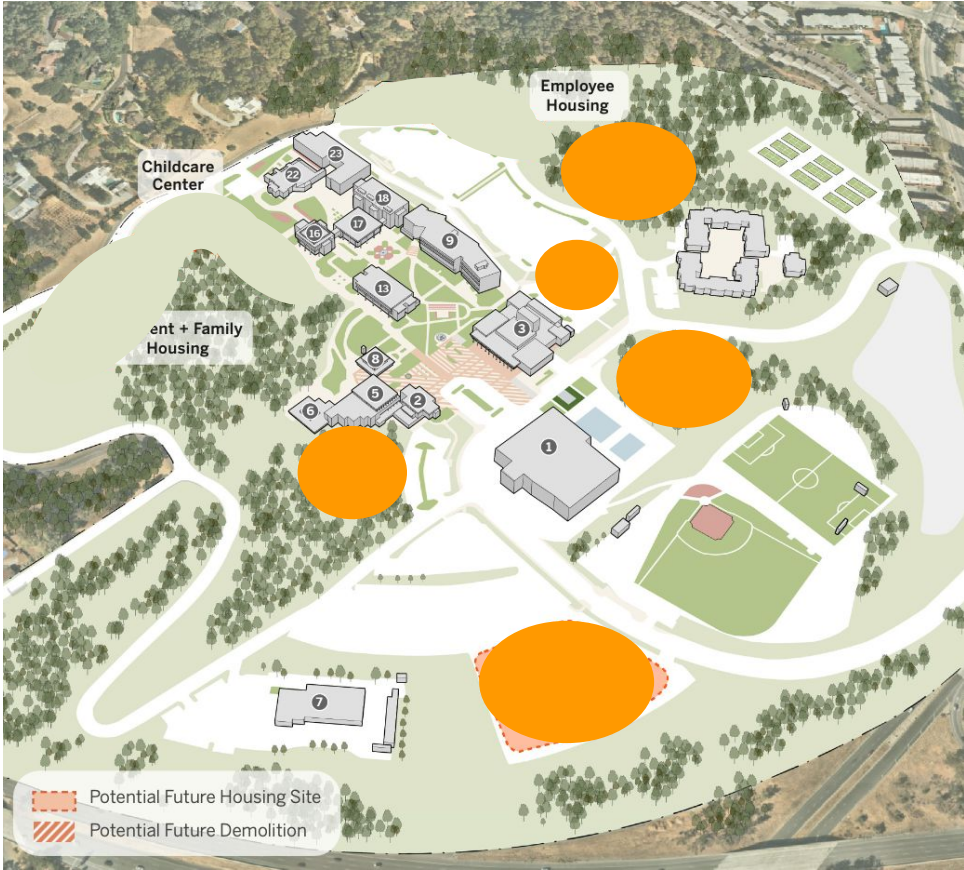 Employee
Housing
Childcare
Center
23
22
18
17
16
9
13
3
ent + Family
Housing
8
5
2
6
1
7
Potential Future Housing Site
Potential Future Demolition